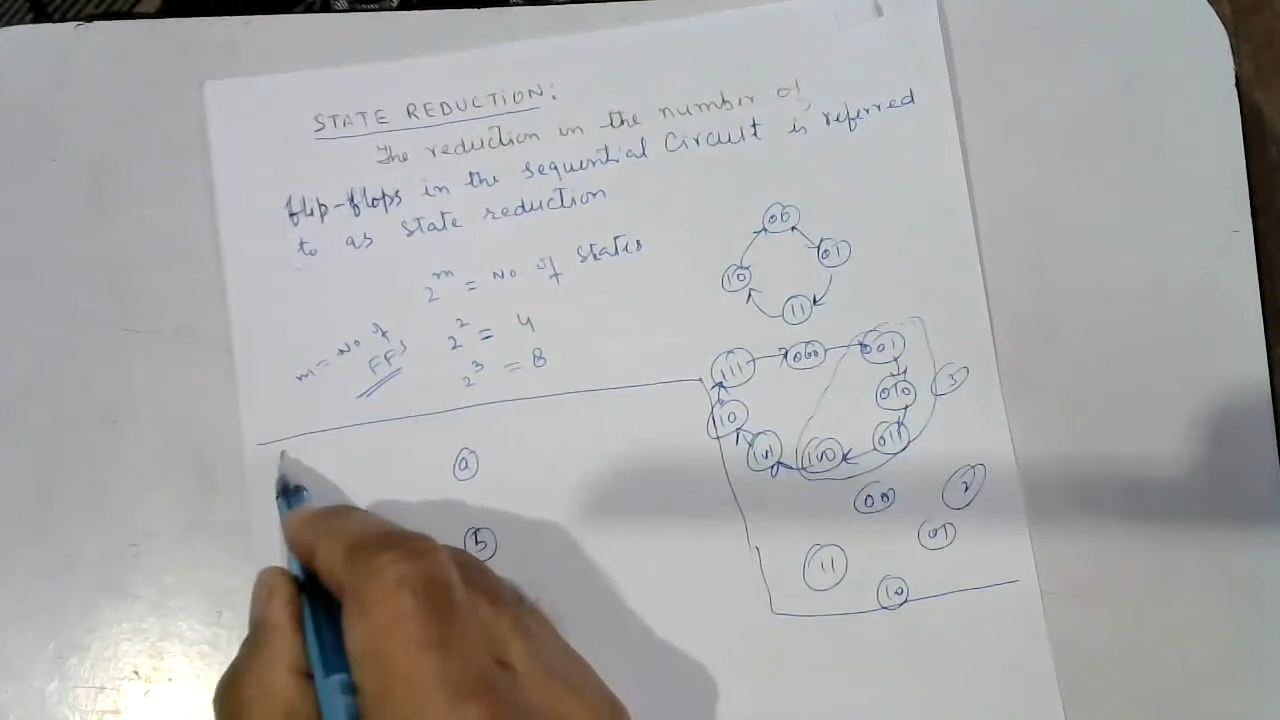 STATE REDUCTION:
The reduction in the number of
flip-flops in the sequential circuit is referred
to as state reduction
2^m = No. of states
m = No of
FFs
2^2 = 4
2^3 = 8
00
01
11
10
111
000
001
010
011
100
101
10
3
00
2
01
11
10
a
b